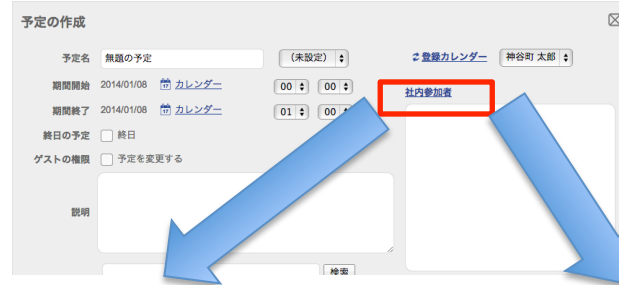 予定の作成
予定名 無題の予定 (未設定) 登録カレンダー 神谷町 太郎
期間開始 2014/01/08 17 カレンダー 00 00 社内参加者
期間終了 2014/01/08 17 カレンダー 01 00
終日の予定 終日
ゲストの権限 予定を変更する
説明
検索